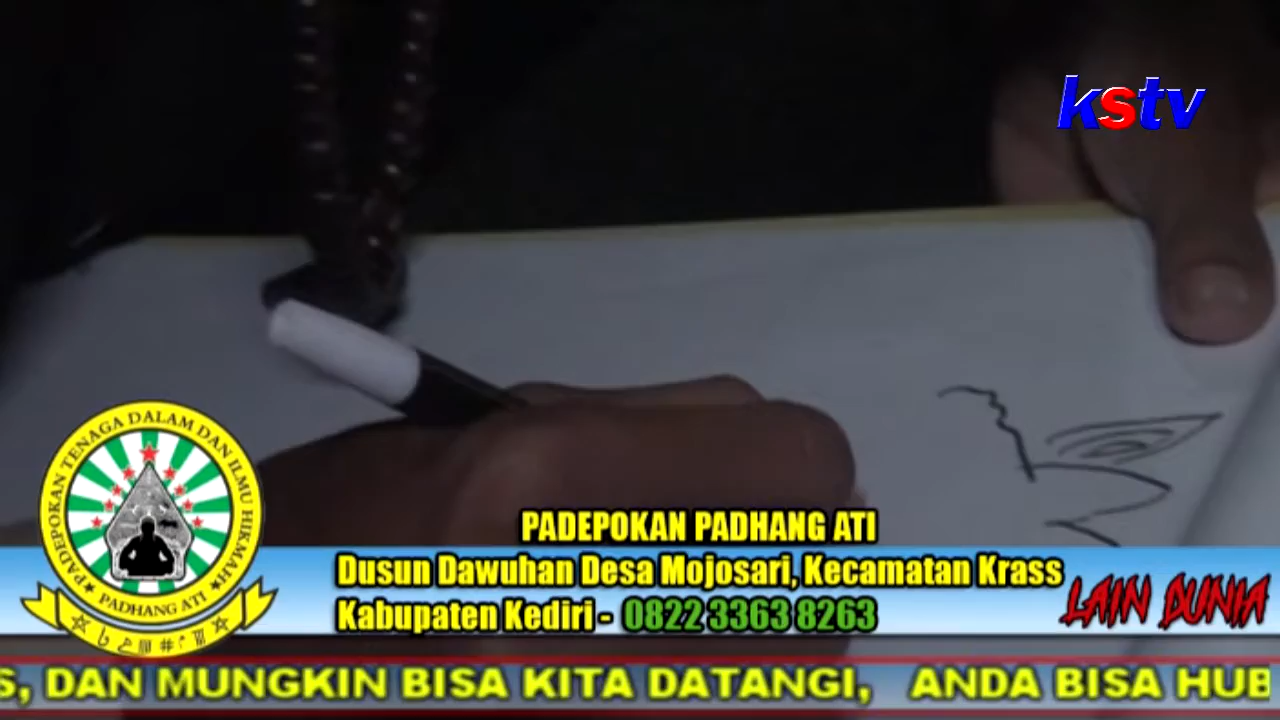 kstv
PADEPOKAN TENAGA DALAM DAN ILMU HIKMAH
PADHANG ATI
PADEPOKAN PADHANG ATI
Dusun Dawuhan Desa Mojosari, Kecamatan Krass
Kabupaten Kediri - 0822 3363 8263
LAIN DUNIA
S, DAN MUNGKIN BISA KITA DATANGI, ANDA BISA HUB